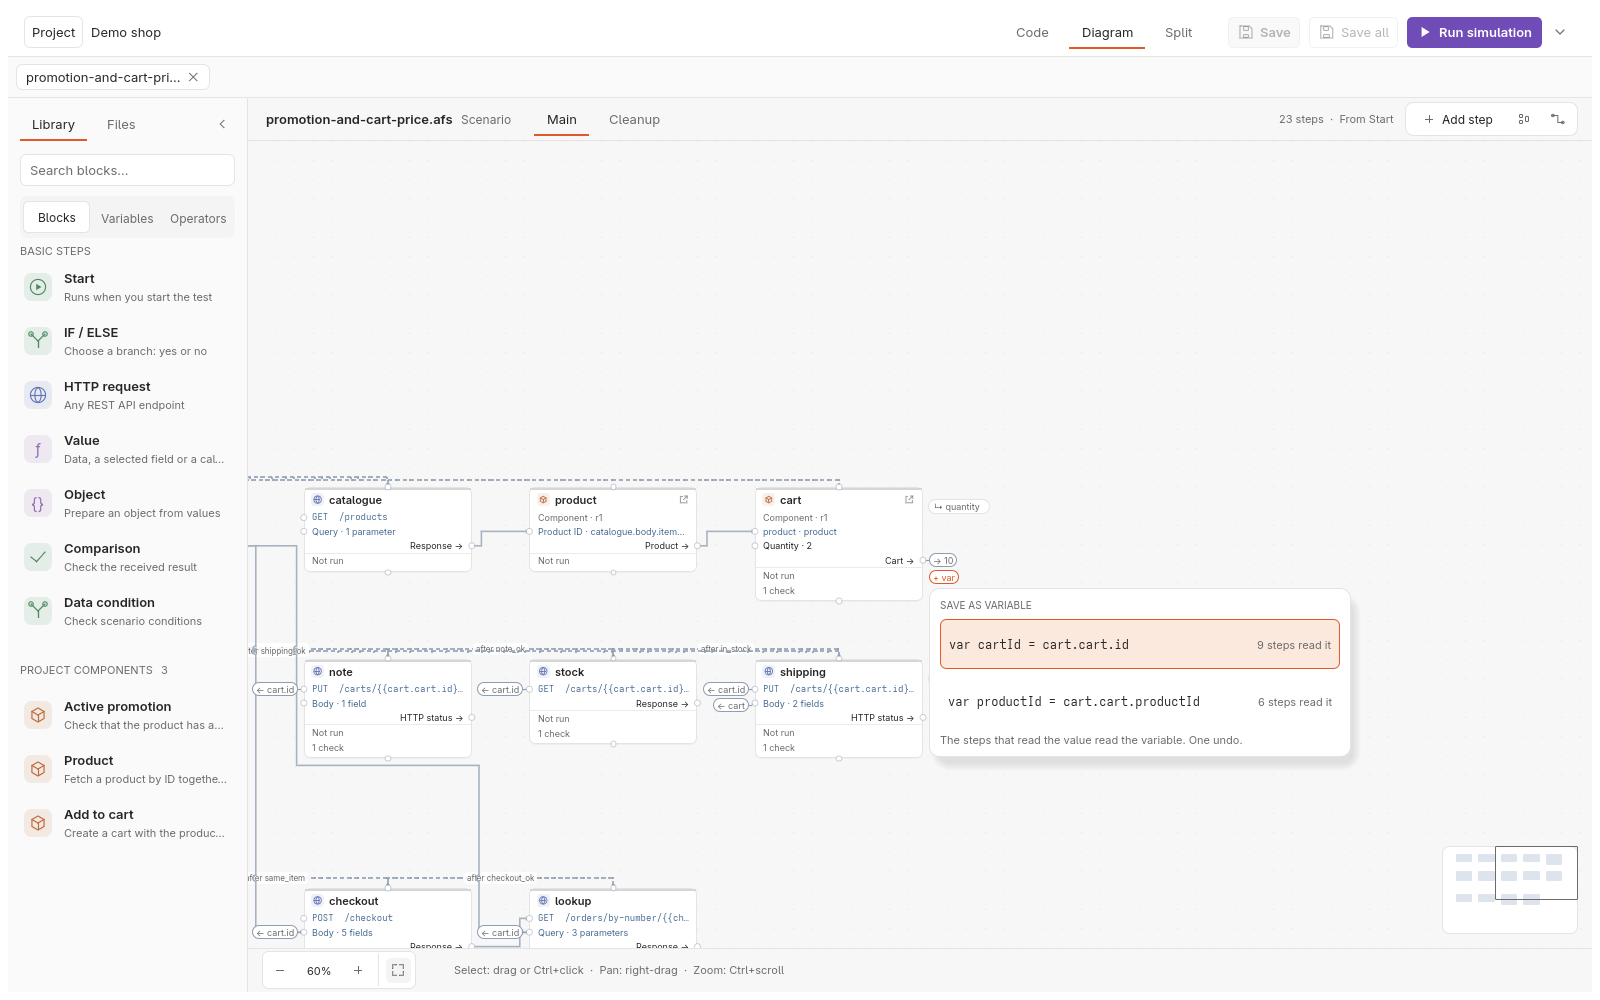 Project
Demo shop
Code
Diagram
Split
Save
Save all
Run simulation
promotion-and-cart-pri...
Library
Files
promotion-and-cart-price.afs
Scenario
Main
Cleanup
23 steps · From Start
Add step
Search blocks...
Blocks
Variables
Operators
BASIC STEPS
Start
Runs when you start the test
IF / ELSE
Choose a branch: yes or no
HTTP request
Any REST API endpoint
Value
Data, a selected field or a cal...
Object
Prepare an object from values
Comparison
Check the received result
Data condition
Check scenario conditions
PROJECT COMPONENTS 3
Active promotion
Check that the product has a...
Product
Fetch a product by ID togethe...
Add to cart
Create a cart with the produc...
catalogue
GET /products
Query · 1 parameter
Response →
Not run
product
Component · r1
Product ID · catalogue.body.item...
Product →
Not run
cart
Component · r1
product · product
Quantity · 2
Cart →
Not run
1 check
↳ quantity
→ 10
+ var
SAVE AS VARIABLE
var cartId = cart.cart.id
9 steps read it
var productId = cart.cart.productId
6 steps read it
The steps that read the value read the variable. One undo.
after note_ok
after in_stock
← cart.id
note
PUT /carts/{{cart.cart.id}...
Body · 1 field
HTTP status →
Not run
1 check
← cart.id
stock
GET /carts/{{cart.cart.id}...
Response →
Not run
1 check
← cart.id
← cart
shipping
PUT /carts/{{cart.cart.id}...
Body · 2 fields
HTTP status →
Not run
1 check
after checkout_ok
← cart.id
checkout
POST /checkout
Body · 5 fields
Response →
← cart.id
lookup
GET /orders/by-number/{{ch...
Query · 3 parameters
Response →
60%
Select: drag or Ctrl+click · Pan: right-drag · Zoom: Ctrl+scroll